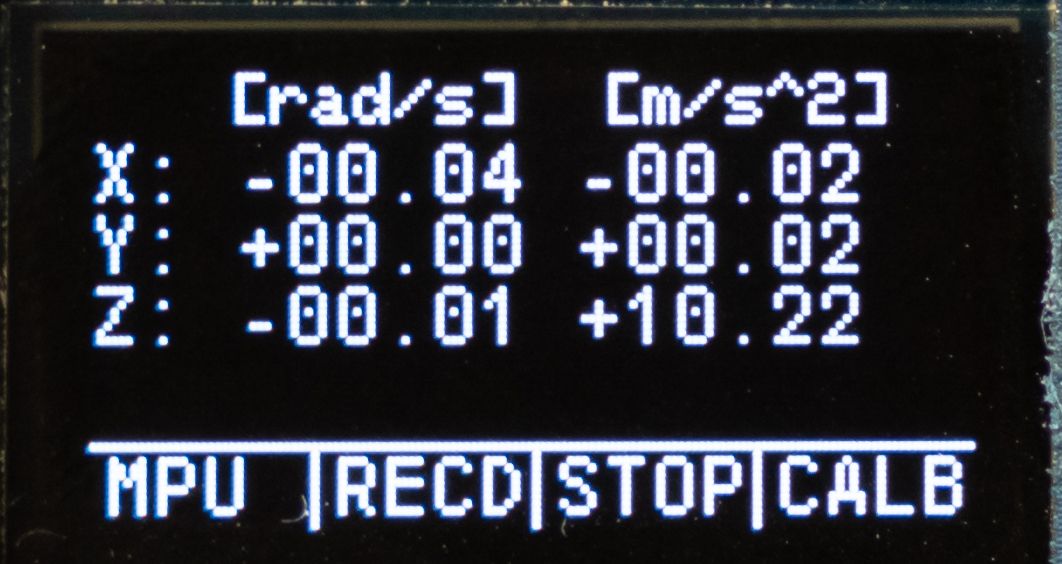 [rad/s] [m/s^2]
X: -00.04 -00.02
Y: +00.00 +00.02
Z: -00.01 +10.22
MPU |RECD|STOP|CALB